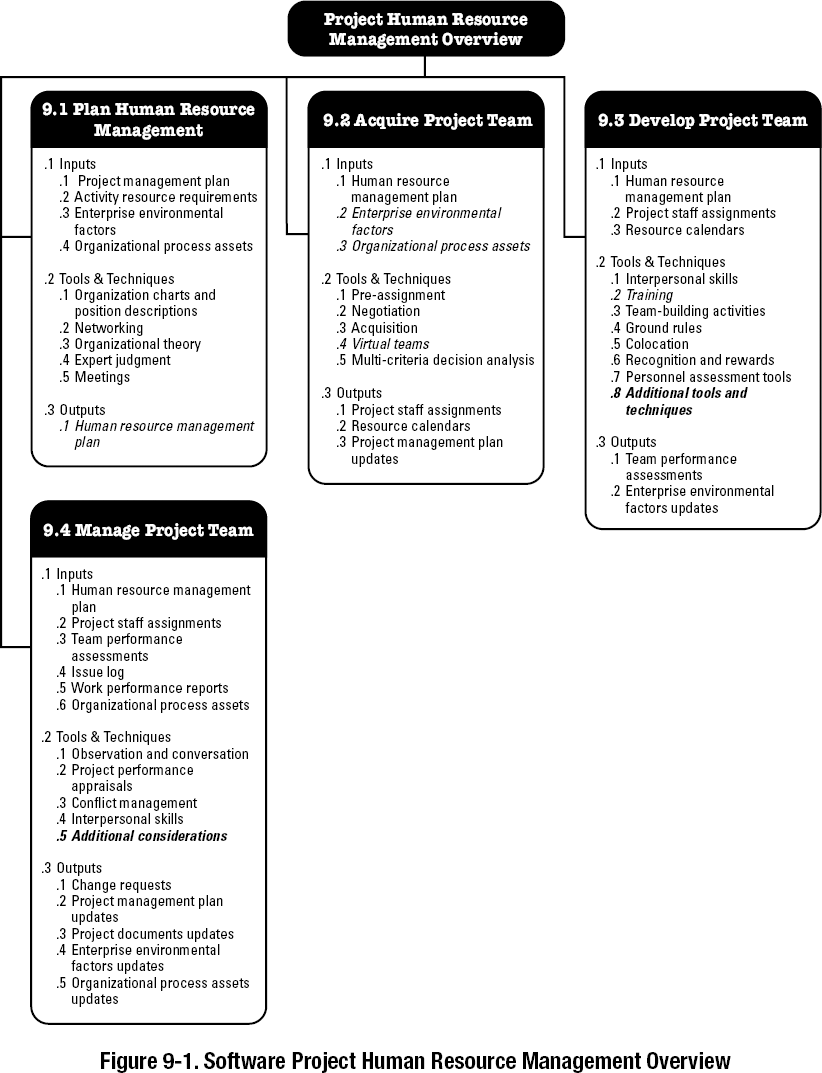 Project Human Resource
Management Overview
9.1 Plan Human Resource
Management
.1 Inputs
.1 Project management plan
.2 Activity resource requirements
.3 Enterprise environmental
factors
.4 Organizational process assets
.2 Tools & Techniques
.1 Organization charts and
position descriptions
.2 Networking
.3 Organizational theory
.4 Expert judgment
.5 Meetings
.3 Outputs
.1 Human resource management
plan
9.2 Acquire Project Team
.1 Inputs
.1 Human resource
management plan
.2 Enterprise environmental
factors
.3 Organizational process assets
.2 Tools & Techniques
.1 Pre-assignment
.2 Negotiation
.3 Acquisition
.4 Virtual teams
.5 Multi-criteria decision analysis
.3 Outputs
.1 Project staff assignments
.2 Resource calendars
.3 Project management plan
updates
9.3 Develop Project Team
.1 Inputs
.1 Human resource
management plan
.2 Project staff assignments
.3 Resource calendars
.2 Tools & Techniques
.1 Interpersonal skills
.2 Training
.3 Team-building activities
.4 Ground rules
.5 Colocation
.6 Recognition and rewards
.7 Personnel assessment tools
.8 Additional tools and
techniques
.3 Outputs
.1 Team performance
assessments
.2 Enterprise environmental
factors updates
9.4 Manage Project Team
.1 Inputs
.1 Human resource management
plan
.2 Project staff assignments
.3 Team performance
assessments
.4 Issue log
.5 Work performance reports
.6 Organizational process assets
.2 Tools & Techniques
.1 Observation and conversation
.2 Project performance
appraisals
.3 Conflict management
.4 Interpersonal skills
.5 Additional considerations
.3 Outputs
.1 Change requests
.2 Project management plan
updates
.3 Project documents updates
.4 Enterprise environmental
factors updates
.5 Organizational process assets
updates
Figure 9-1. Software Project Human Resource Management Overview